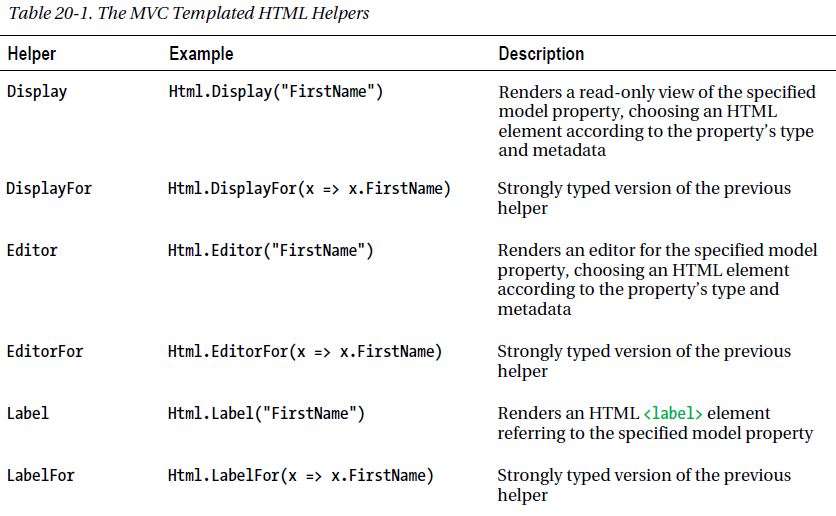 Table 20-1. The MVC Templated HTML Helpers
Helper Example Description
Display Html.Display("FirstName") Renders a read-only view of the specified
model property, choosing an HTML
element according to the property’s type
and metadata
DisplayFor Html.DisplayFor(x => x.FirstName) Strongly typed version of the previous
helper
Editor Html.Editor("FirstName") Renders an editor for the specified model
property, choosing an HTML element
according to the property’s type and
metadata
EditorFor Html.EditorFor(x => x.FirstName) Strongly typed version of the previous
helper
Label Html.Label("FirstName") Renders an HTML <label> element
referring to the specified model property
LabelFor Html.LabelFor(x => x.FirstName) Strongly typed version of the previous
helper